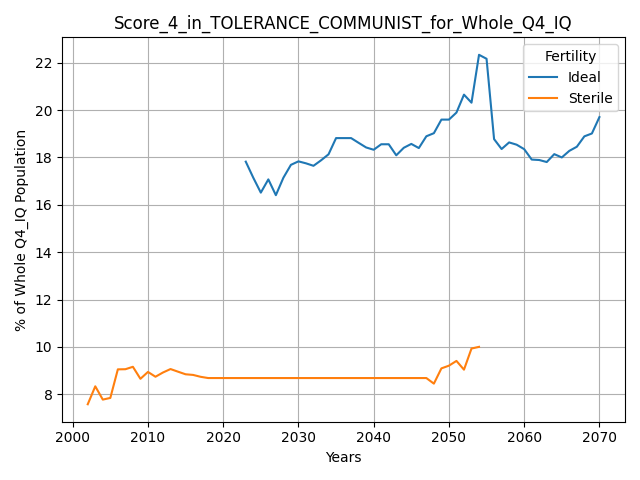 Score_4_in_TOLERANCE_COMMUNIST_for_Whole_Q4_IQ
Fertility
Ideal
Sterile
% of Whole Q4_IQ Population
22
20
18
16
14
12
10
8
2000 2010 2020 2030 2040 2050 2060 2070
Years